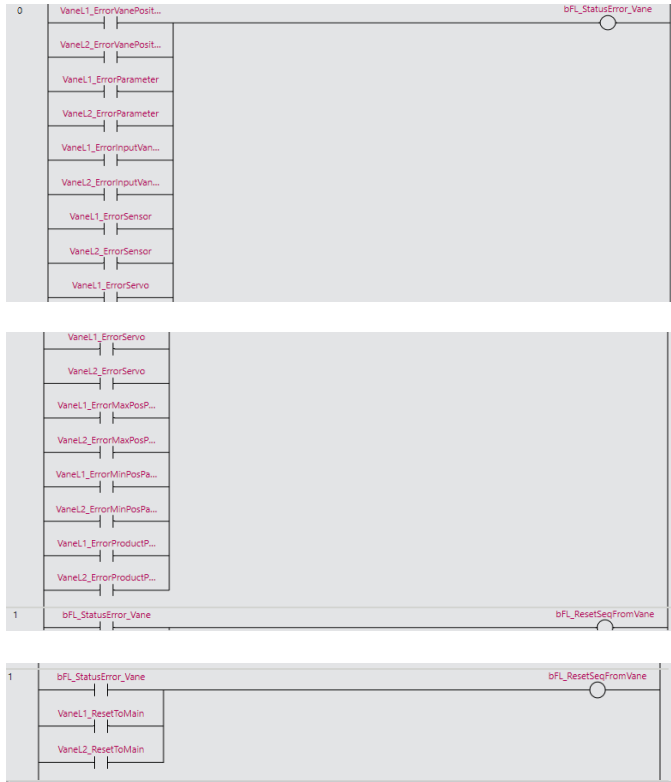 0
VaneL1_ErrorVanePosit...
bFL_StatusError_Vane
VaneL2_ErrorVanePosit...
VaneL1_ErrorParameter
VaneL2_ErrorParameter
VaneL1_ErrorInputVan...
VaneL2_ErrorInputVan...
VaneL1_ErrorSensor
VaneL2_ErrorSensor
VaneL1_ErrorServo
VaneL1_ErrorServo
VaneL2_ErrorServo
VaneL1_ErrorMaxPosP...
VaneL2_ErrorMaxPosP...
VaneL1_ErrorMinPosPa...
VaneL2_ErrorMinPosPa...
VaneL1_ErrorProductP...
VaneL2_ErrorProductP...
1
bFL_StatusError_Vane
bFL_ResetSeqFromVane
1
bFL_StatusError_Vane
bFL_ResetSeqFromVane
VaneL1_ResetToMain
VaneL2_ResetToMain